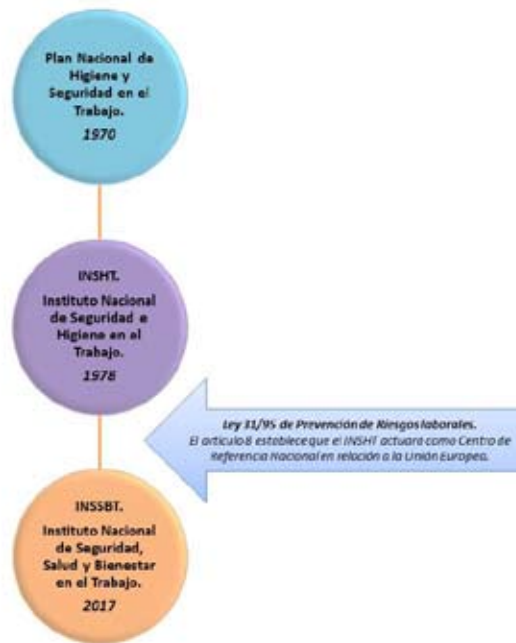 Plan Nacional de
Higiene y
Seguridad en el
Trabajo.
1970
INSHT.
Instituto Nacional
de Seguridad e
Higiene en el
Trabajo.
1978
Ley 31/95 de Prevención de Riesgos laborales.
El artículo 8 establece que el INSHT actuará como Centro de
Referencia Nacional en relación a la Unión Europea.
INSSBT.
Instituto Nacional
de Seguridad,
Salud y Bienestar
en el Trabajo.
2017